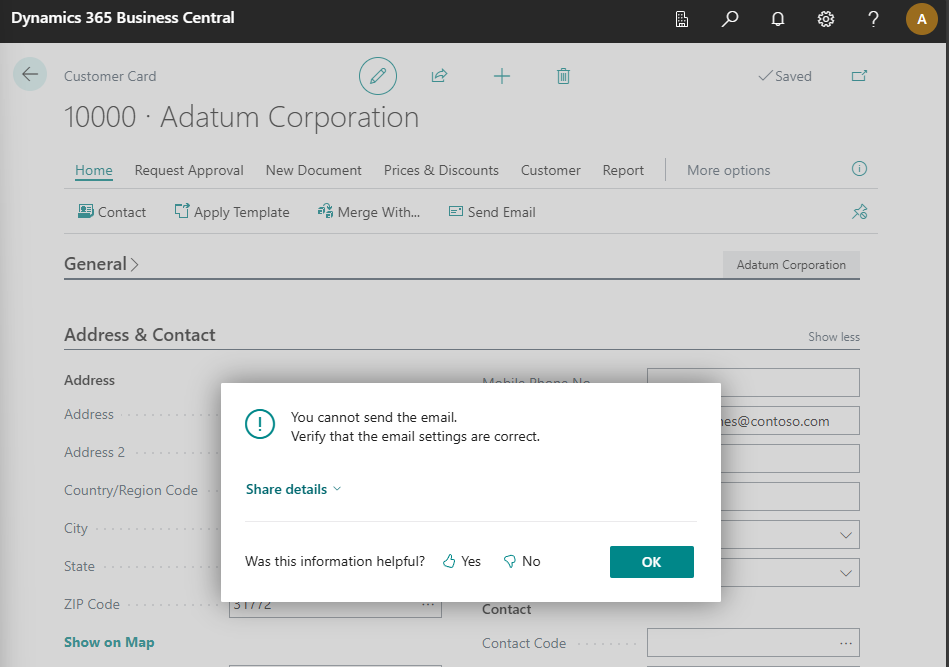 Dynamics 365 Business Central
?
A
Customer Card
Saved
10000 · Adatum Corporation
Home
Request Approval
New Document
Prices & Discounts
Customer
Report
More options
Contact
Apply Template
Merge With...
Send Email
General
Adatum Corporation
Address & Contact
Show less
Address
Mobile Phone No.
Address
Address 2
Country/Region Code
City
State
ZIP Code
31772
Show on Map
You cannot send the email.
Verify that the email settings are correct.
Share details
Was this information helpful?
Yes
No
OK
Contact
Contact Code